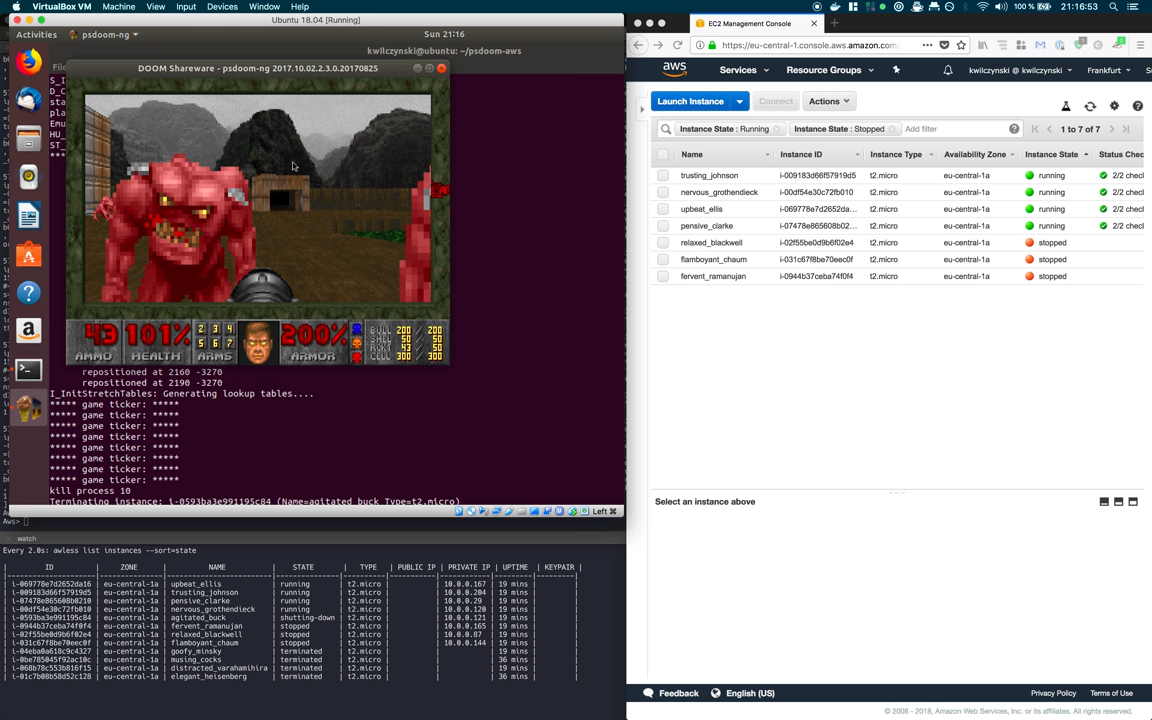 VirtualBox VM Machine View Input Devices Window Help
100 % 21:16:53
Ubuntu 18.04 [Running]
Activities psdoom-ng Sun 21:16
kwilczynski@ubuntu: ~/psdoom-aws
DOOM Shareware - psdoom-ng 2017.10.02.2.3.0.20170825
43 101% 2 3 4 5 6 7 200%
AMMO HEALTH ARMS ARMOR
BULL 200 / 200
SHEL 50 / 50
ROKT 43 / 50
CELL 300 / 300
repositioned at 2160 -3270
repositioned at 2190 -3270
I_InitStretchTables: Generating lookup tables....
***** game ticker: *****
***** game ticker: *****
***** game ticker: *****
***** game ticker: *****
***** game ticker: *****
***** game ticker: *****
***** game ticker: *****
***** game ticker: *****
kill process 10
Terminating instance: i-0593ba3e991195c84 (Name=agitated_buck Type=t2.micro)
Left ⌘
Aws>
watch
Every 2.0s: awless list instances --sort=state
| ID | ZONE | NAME | STATE | TYPE | PUBLIC IP | PRIVATE IP | UPTIME | KEYPAIR |
| i-069778e7d2652da16 | eu-central-1a | upbeat_ellis | running | t2.micro | | 10.0.0.167 | 19 mins | |
| i-009183d66f57919d5 | eu-central-1a | trusting_johnson | running | t2.micro | | 10.0.0.204 | 19 mins | |
| i-07478e865608b0210 | eu-central-1a | pensive_clarke | running | t2.micro | | 10.0.0.29 | 19 mins | |
| i-00df54e30c72fb010 | eu-central-1a | nervous_grothendieck | running | t2.micro | | 10.0.0.120 | 19 mins | |
| i-0593ba3e991195c84 | eu-central-1a | agitated_buck | shutting-down | t2.micro | | 10.0.0.121 | 19 mins | |
| i-0944b37ceba74f0f4 | eu-central-1a | fervent_ramanujan | stopped | t2.micro | | 10.0.0.165 | 19 mins | |
| i-02f55be0d9b6f02e4 | eu-central-1a | relaxed_blackwell | stopped | t2.micro | | 10.0.0.87 | 19 mins | |
| i-031c67f8be70eec0f | eu-central-1a | flamboyant_chaum | stopped | t2.micro | | 10.0.0.144 | 19 mins | |
| i-04eba0a618c9c4327 | eu-central-1a | goofy_minsky | terminated | t2.micro | | | 19 mins | |
| i-0be785045f92ac10c | eu-central-1a | musing_cocks | terminated | t2.micro | | | 36 mins | |
| i-068b78c553b816f15 | eu-central-1a | distracted_varahamihira | terminated | t2.micro | | | 19 mins | |
| i-01c7b08b58d52c128 | eu-central-1a | elegant_heisenberg | terminated | t2.micro | | | 36 mins | |
EC2 Management Console
https://eu-central-1.console.aws.amazon.com/
aws Services Resource Groups kwilczynski @ kwilczynski Frankfurt
Launch Instance Connect Actions
Instance State : Running Instance State : Stopped Add filter 1 to 7 of 7
Name Instance ID Instance Type Availability Zone Instance State Status Chec
trusting_johnson i-009183d66f57919d5 t2.micro eu-central-1a running 2/2 checl
nervous_grothendieck i-00df54e30c72fb010 t2.micro eu-central-1a running 2/2 checl
upbeat_ellis i-069778e7d2652da... t2.micro eu-central-1a running 2/2 checl
pensive_clarke i-07478e865608b02... t2.micro eu-central-1a running 2/2 checl
relaxed_blackwell i-02f55be0d9b6f02e4 t2.micro eu-central-1a stopped
flamboyant_chaum i-031c67f8be70eec0f t2.micro eu-central-1a stopped
fervent_ramanujan i-0944b37ceba74f0f4 t2.micro eu-central-1a stopped
Select an instance above
Feedback English (US) Privacy Policy Terms of Use
© 2008 - 2018, Amazon Web Services, Inc. or its affiliates. All rights reserved.